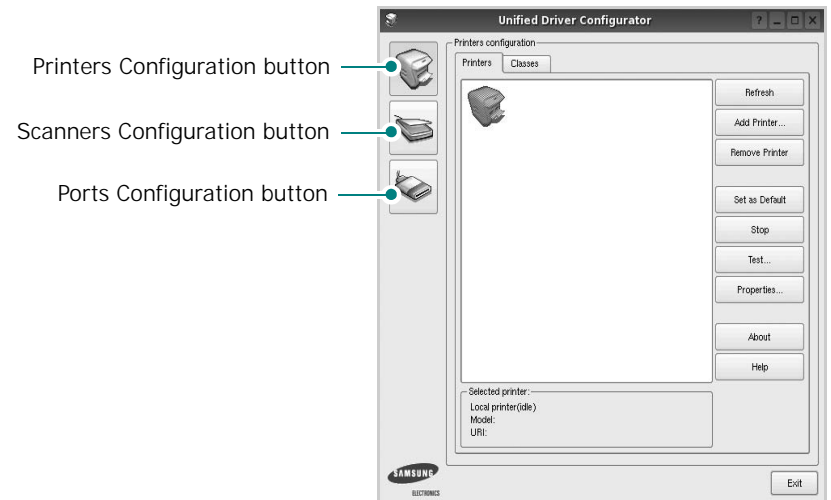 Unified Driver Configurator
Printers Configuration button
Scanners Configuration button
Ports Configuration button
Printers configuration
Printers
Classes
Refresh
Add Printer...
Remove Printer
Set as Default
Stop
Test...
Properties...
About
Help
Selected printer:
Local printer(idle)
Model:
URI:
SAMSUNG
ELECTRONICS
Exit